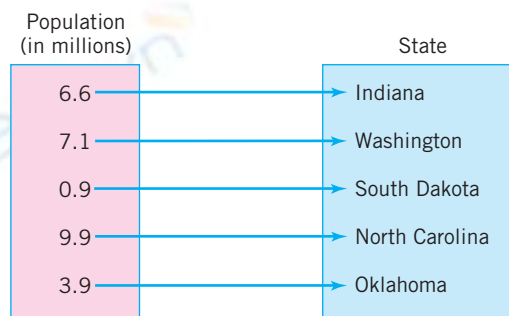 Population
(in millions)
State
6.6 Indiana
7.1 Washington
0.9 South Dakota
9.9 North Carolina
3.9 Oklahoma